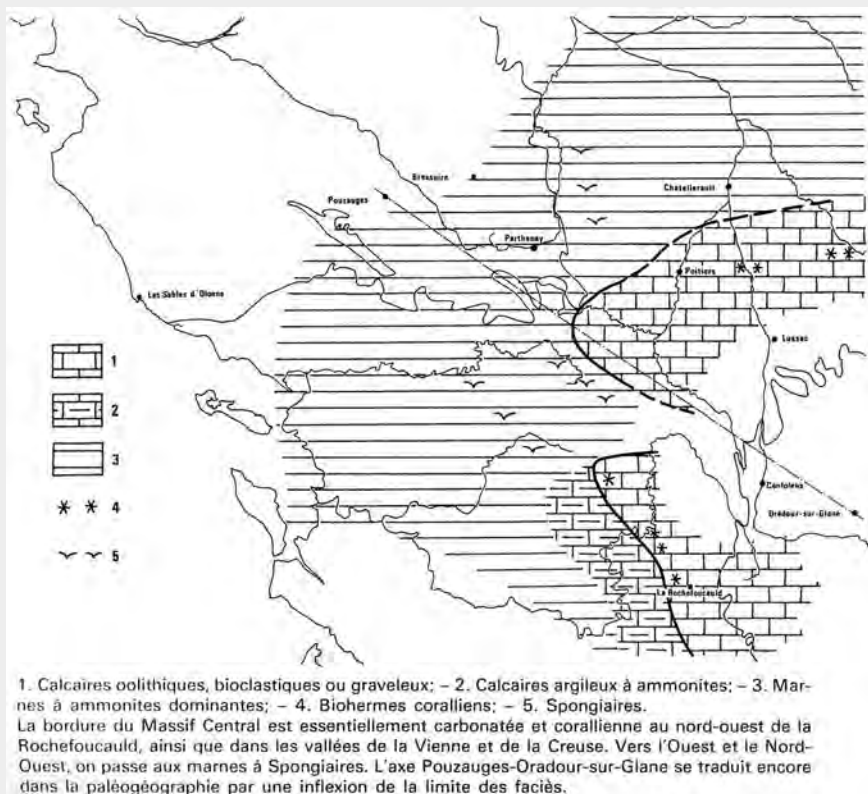 Bressuire
Pouzauges
Chatellerault
Parthenay
Poitiers
Les Sables d'Olonne
Lussac
1
2
3
4
5
Confolens
Oradour-sur-Glane
La Rochefoucauld
1. Calcaires oolithiques, bioclastiques ou graveleux; – 2. Calcaires argileux à ammonites; – 3. Mar-
nes à ammonites dominantes; – 4. Biohermes coralliens; – 5. Spongiaires.
La bordure du Massif Central est essentiellement carbonatée et corallienne au nord-ouest de la
Rochefoucauld, ainsi que dans les vallées de la Vienne et de la Creuse. Vers l'Ouest et le Nord-
Ouest, on passe aux marnes à Spongiaires. L'axe Pouzauges-Oradour-sur-Glane se traduit encore
dans la paléogéographie par une inflexion de la limite des faciès.